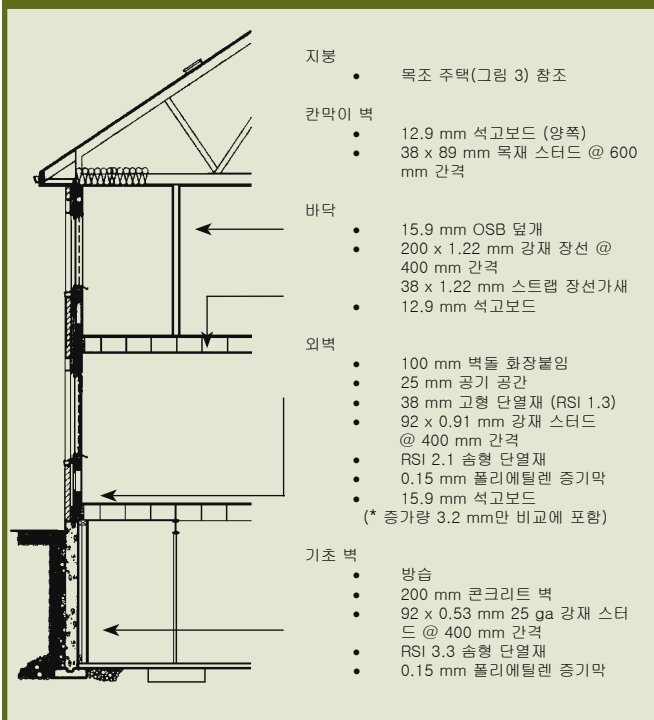 지붕
• 목조 주택(그림 3) 참조
칸막이 벽
• 12.9 mm 석고보드 (양쪽)
• 38 x 89 mm 목재 스터드 @ 600
mm 간격
바닥
• 15.9 mm OSB 덮개
• 200 x 1.22 mm 강재 장선 @
400 mm 간격
38 x 1.22 mm 스트랩 장선가새
• 12.9 mm 석고보드
외벽
• 100 mm 벽돌 화장붙임
• 25 mm 공기 공간
• 38 mm 고형 단열재 (RSI 1.3)
• 92 x 0.91 mm 강재 스터드
@ 400 mm 간격
• RSI 2.1 솜형 단열재
• 0.15 mm 폴리에틸렌 증기막
• 15.9 mm 석고보드
(* 증가량 3.2 mm만 비교에 포함)
기초 벽
• 방습
• 200 mm 콘크리트 벽
• 92 x 0.53 mm 25 ga 강재 스터
드 @ 400 mm 간격
• RSI 3.3 솜형 단열재
• 0.15 mm 폴리에틸렌 증기막